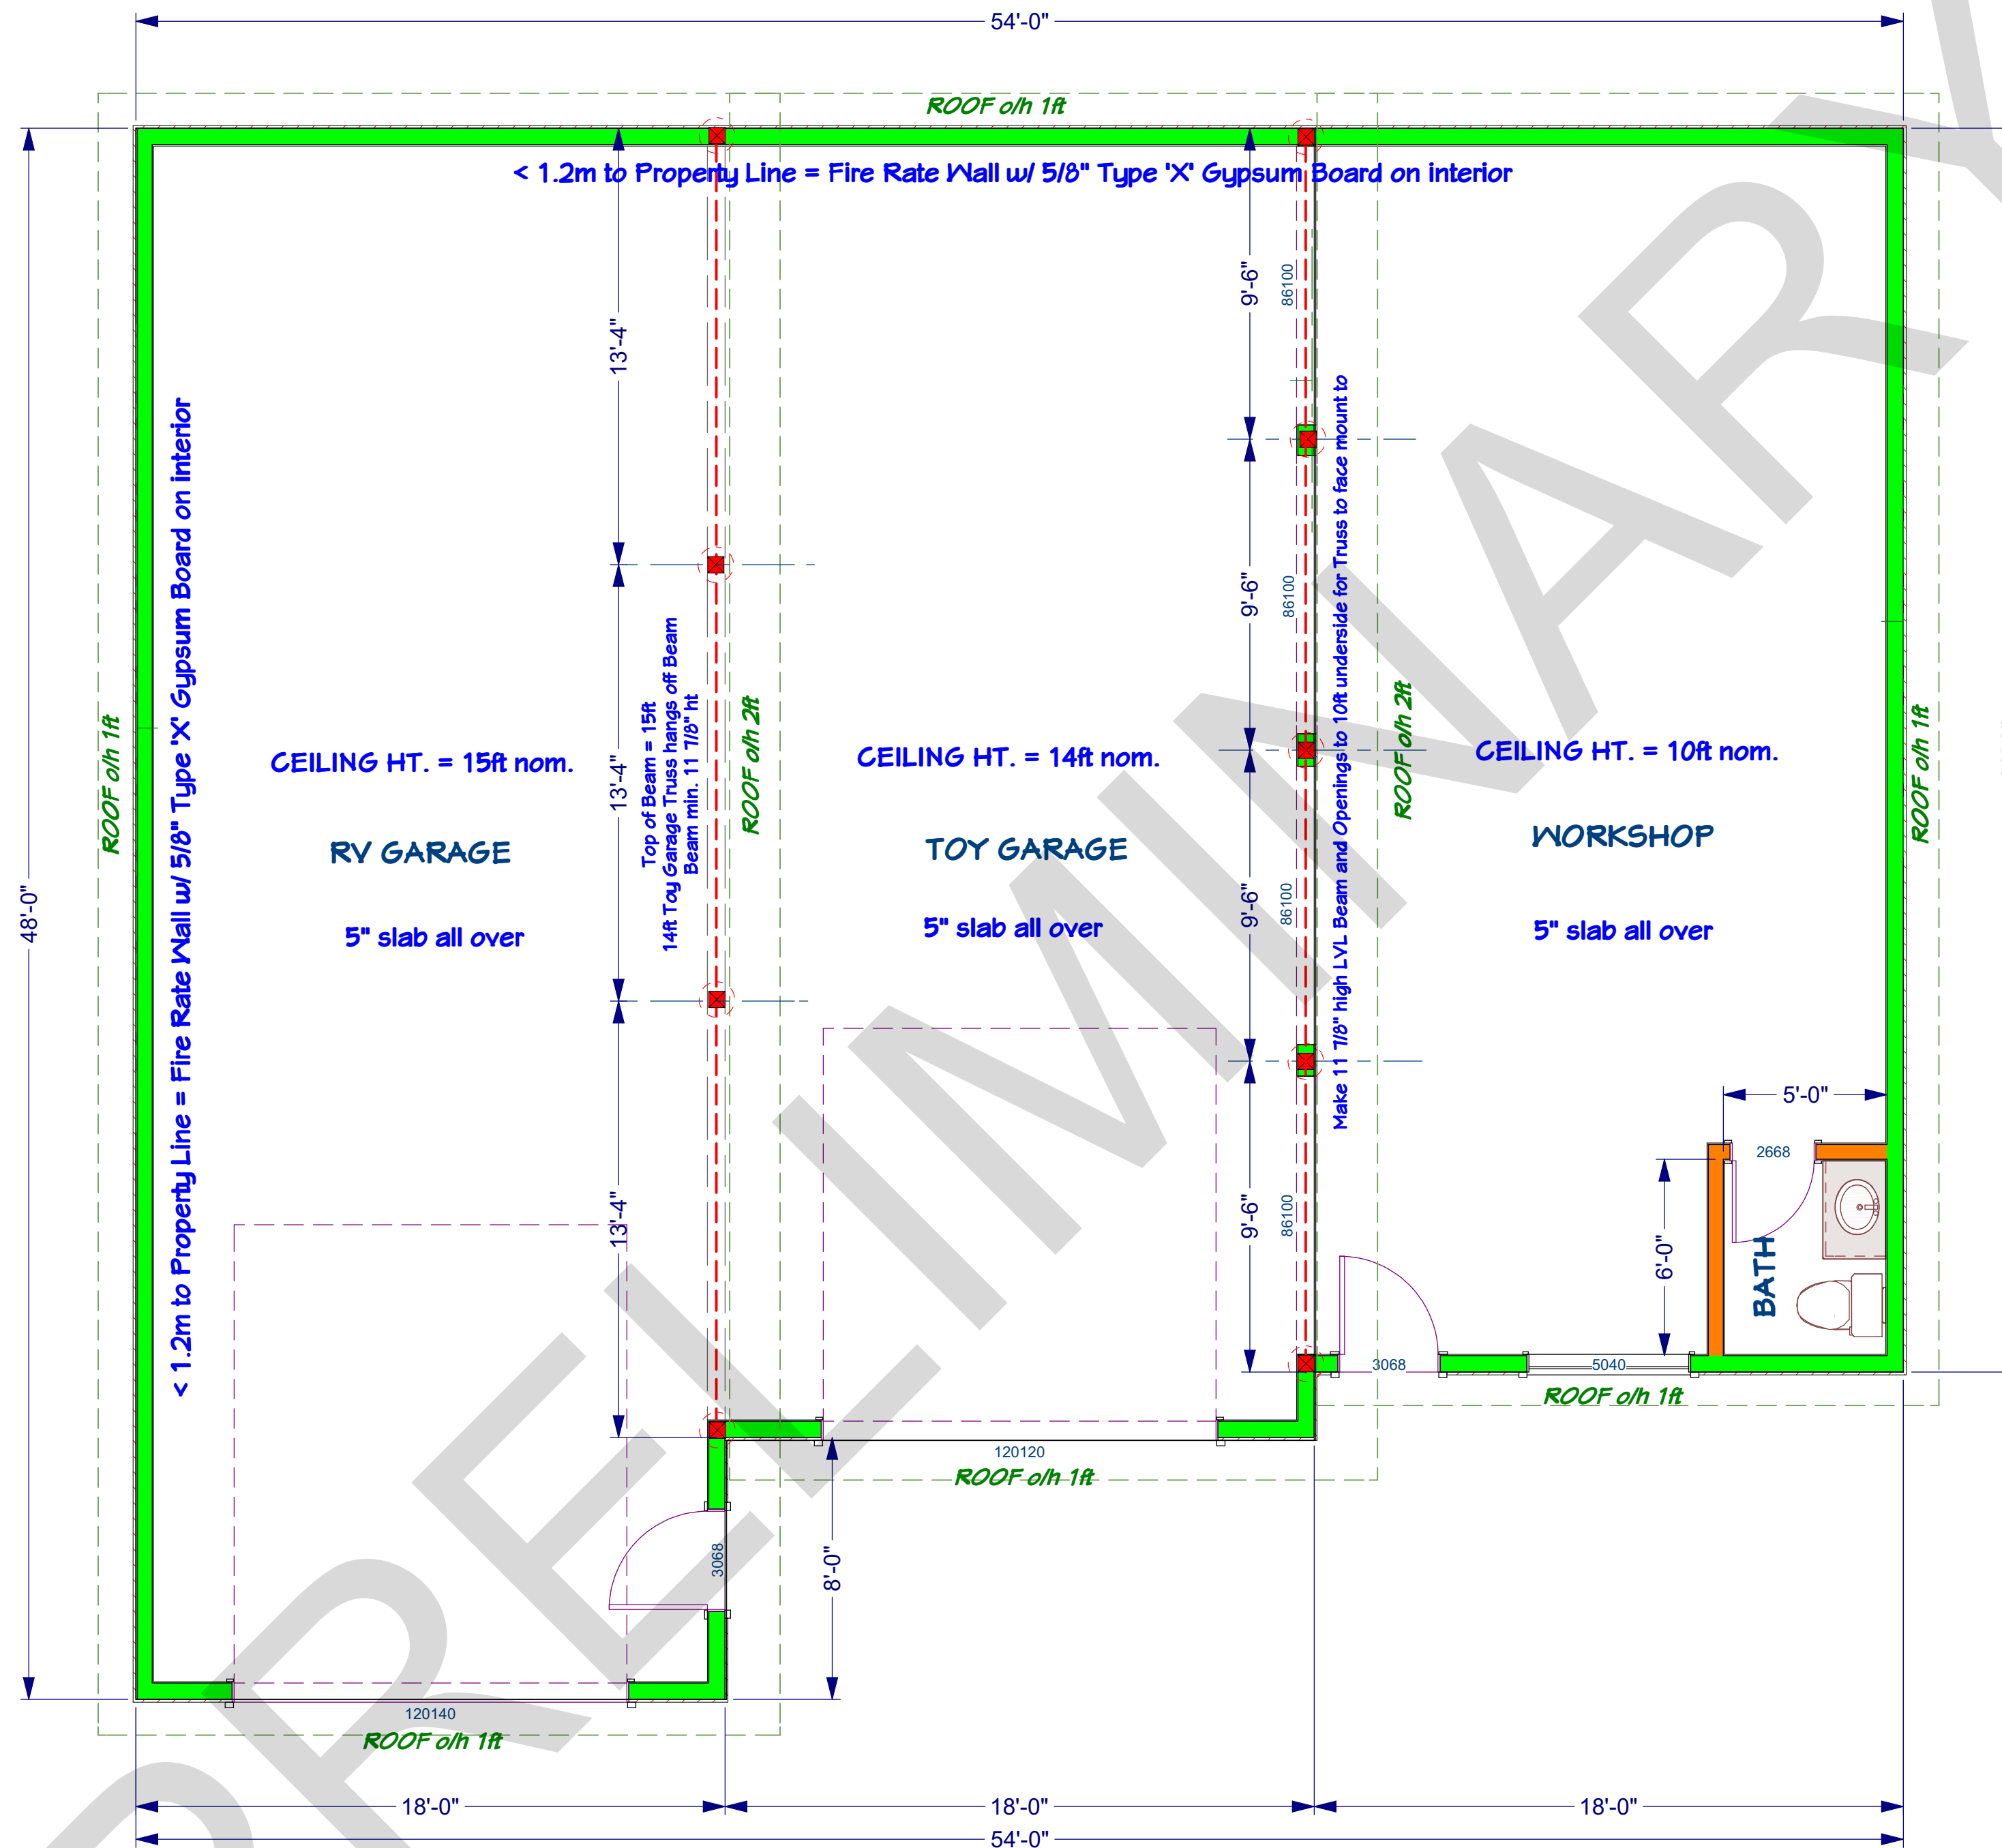 54'-0"
ROOF o/h 1ft
< 1.2m to Property Line = Fire Rate Wall w/ 5/8" Type 'X' Gypsum Board on interior
9'-6"
86100
13'-4"
< 1.2m to Property Line = Fire Rate Wall w/ 5/8" Type 'X' Gypsum Board on interior
Make 11 7/8" high LVL Beam and Openings to 10ft underside for Truss to face mount to
9'-6"
86100
Top of Beam = 15ft
14ft Toy Garage Truss hangs off Beam
Beam min. 11 7/8" ht
ROOF o/h 2ft
ROOF o/h 2ft
ROOF o/h 1ft
ROOF o/h 1ft
CEILING HT. = 15ft nom.
13'-4"
CEILING HT. = 14ft nom.
CEILING HT. = 10ft nom.
RV GARAGE
TOY GARAGE
WORKSHOP
48'-0"
5" slab all over
5" slab all over
9'-6"
86100
5" slab all over
PRELIMINARY
5'-0"
2668
13'-4"
9'-6"
86100
6'-0"
BATH
3068
5040
ROOF o/h 1ft
120120
ROOF o/h 1ft
3068
8'-0"
120140
ROOF o/h 1ft
18'-0"
18'-0"
18'-0"
54'-0"